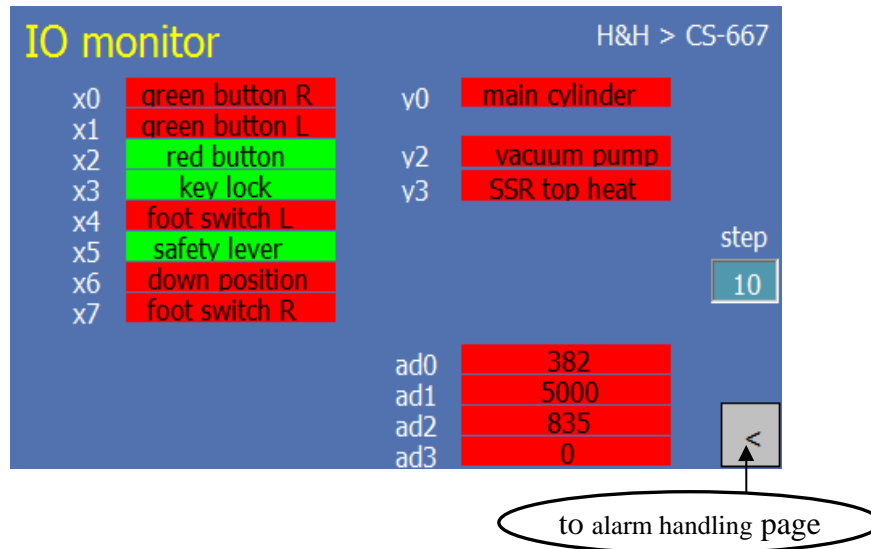 IO monitor
H&H > CS-667
x0 green button R
x1 green button L
x2 red button
x3 key lock
x4 foot switch L
x5 safety lever
x6 down position
x7 foot switch R
y0 main cylinder
y2 vacuum pump
y3 SSR top heat
step
10
ad0 382
ad1 5000
ad2 835
ad3 0
<
to alarm handling page